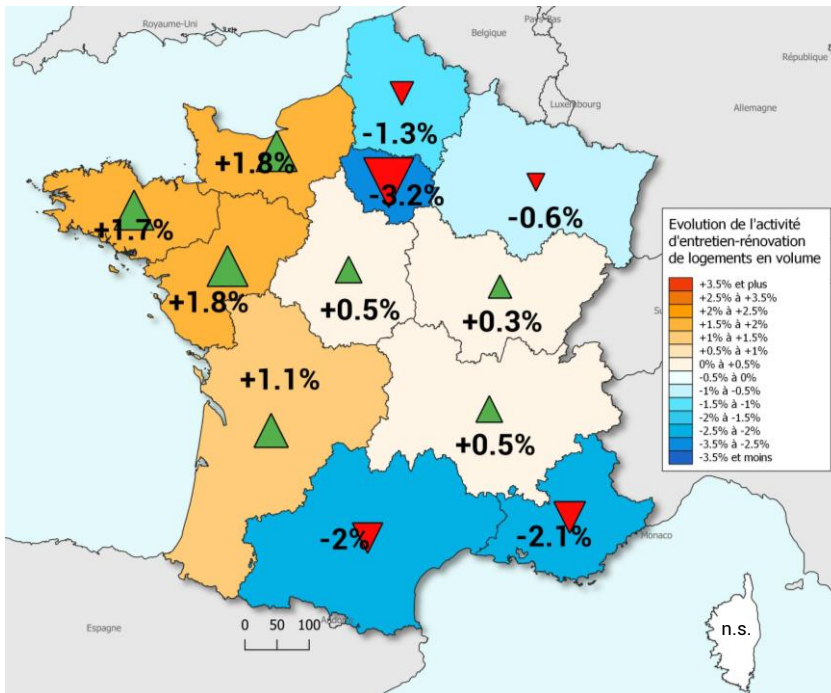 Royaume-Uni
Pays-Bas
Belgique
République
Luxembourg
Allemagne
-1.3%
+1.8%
-3.2%
+1.7%
-0.6%
+1.8%
+0.5%
+0.3%
+1.1%
+0.5%
-2%
-2.1%
Evolution de l'activité
d'entretien-rénovation
de logements en volume
+3.5% et plus
+2.5% à +3.5%
+2% à +2.5%
+1.5% à +2%
+1% à +1.5%
+0.5% à +1%
0% à +0.5%
-0.5% à 0%
-1% à -0.5%
-1.5% à -1%
-2% à -1.5%
-2.5% à -2%
-3.5% à -2.5%
-3.5% et moins
Monaco
Espagne
0 50 100
n.s.